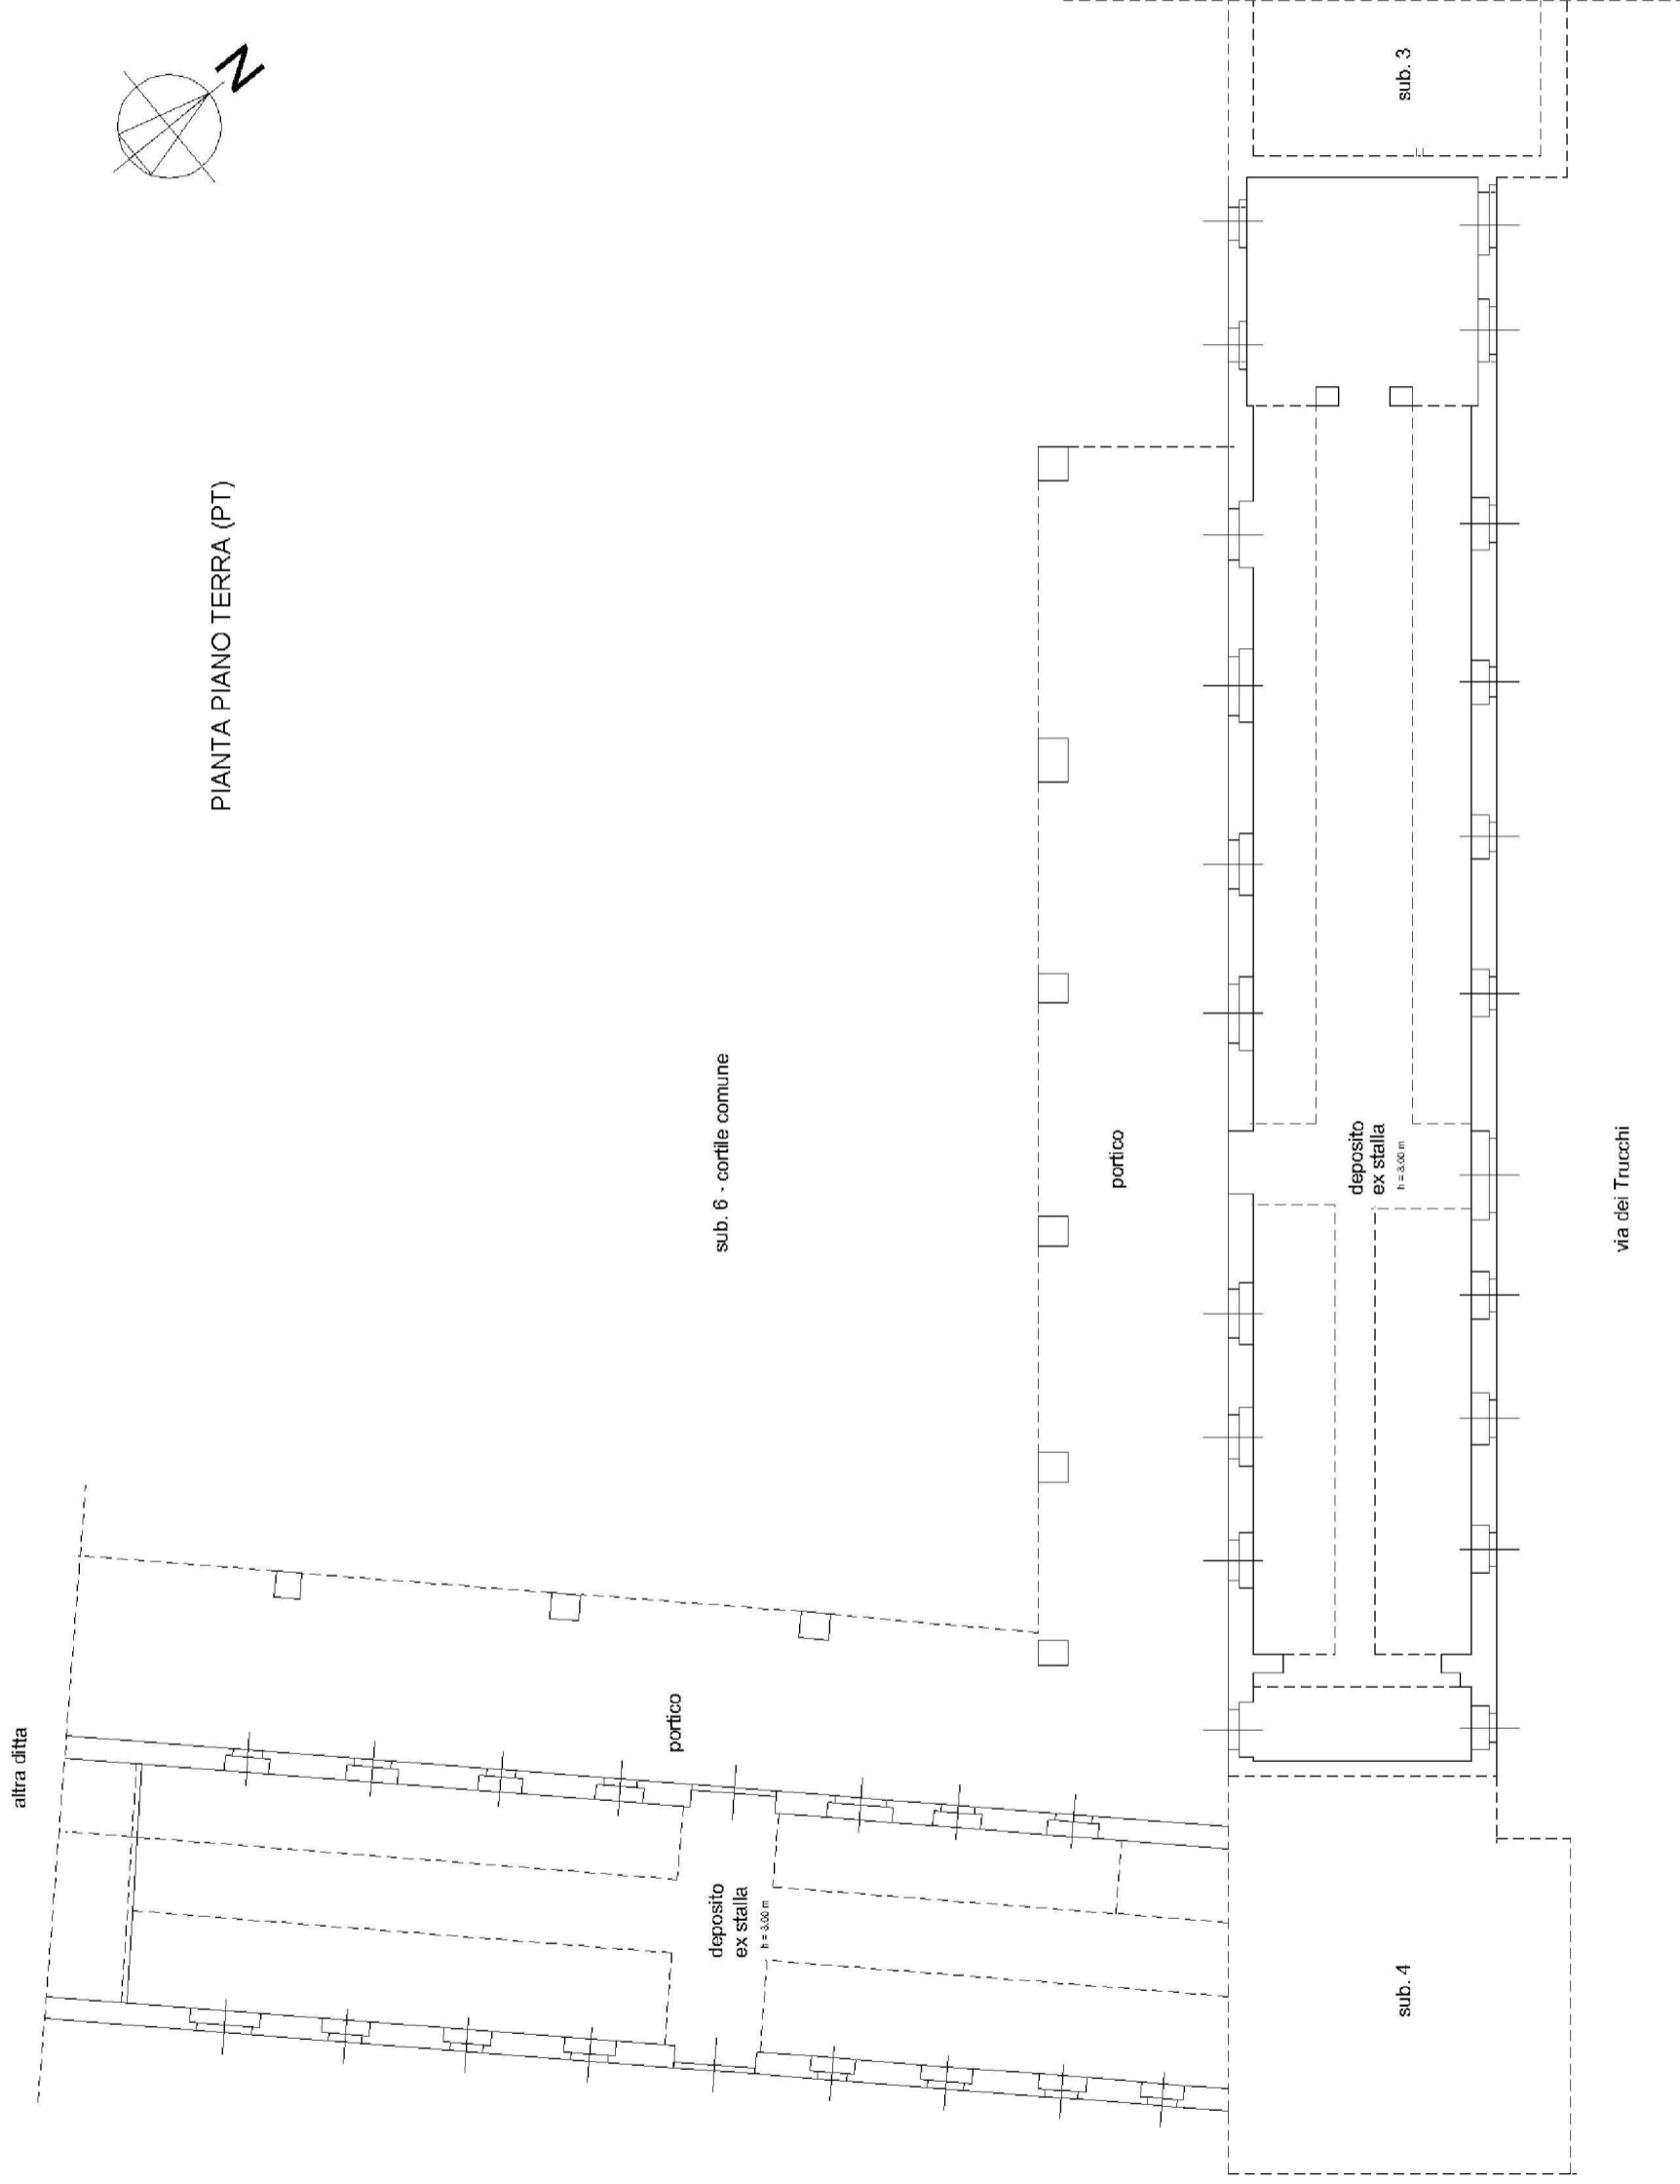 N
PIANTA PIANO TERRA (PT)
altra ditta
sub. 6 - cortile comune
portico
deposito
ex stalla
h = 3.00 m
portico
deposito
ex stalla
h = 3.00 m
sub. 3
sub. 4
via dei Trucchi